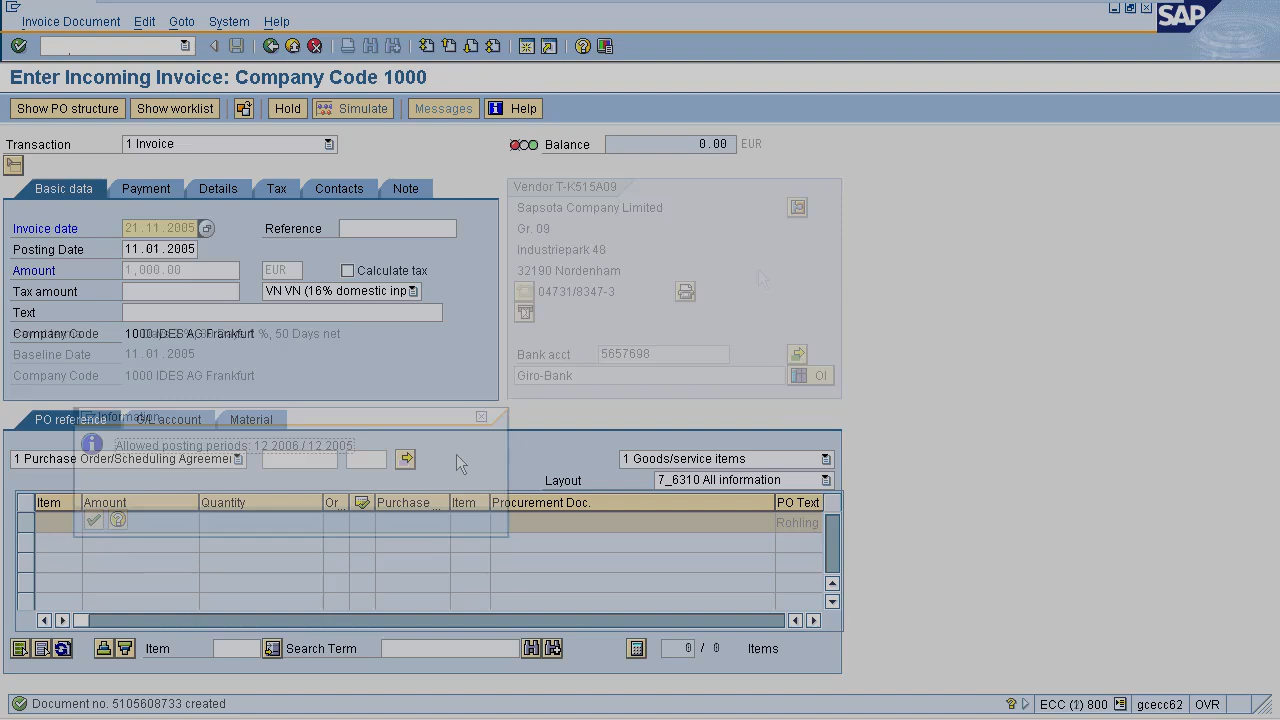 Invoice Document Edit Goto System Help
SAP
Enter Incoming Invoice: Company Code 1000
Show PO structure Show worklist Hold Simulate Messages Help
Transaction 1 Invoice Balance 0.00 EUR
Basic data Payment Details Tax Contacts Note
Vendor T-K515A09
Invoice date 21.11.2005 Reference
Sapsota Company Limited
Posting Date 11.01.2005
Gr. 09
Amount 1,000.00 EUR Calculate tax
Industriepark 48
Tax amount VN VN (16% domestic inp
32190 Nordenham
Text
04731/8347-3
Company Code 1000 IDES AG Frankfurt %, 50 Days net
Baseline Date 11.01.2005
Bank acct 5657698
Company Code 1000 IDES AG Frankfurt
Giro-Bank OI
PO reference G/L account Material
Information
Allowed posting periods: 12 2006 / 12 2005
1 Purchase Order/Scheduling Agreemer 1 Goods/service items
Layout 7_6310 All information
Item Amount Quantity Or... Purchase ... Item Procurement Doc. PO Text
Rohling
Item Search Term 0 / 0 Items
Document no. 5105608733 created ECC (1) 800 gcecc62 OVR